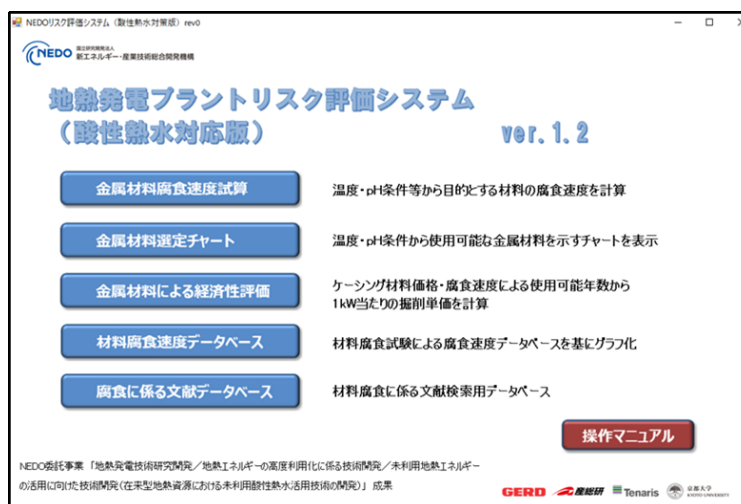 NEDOリスク評価システム（酸性熱水対策版） rev0
NEDO 国立研究開発法人
新エネルギー・産業技術総合開発機構
地熱発電プラントリスク評価システム
（酸性熱水対応版） ver.1.2
金属材料腐食速度試算 温度・pH条件等から目的とする材料の腐食速度を計算
金属材料選定チャート 温度・pH条件から使用可能な金属材料を示すチャートを表示
金属材料による経済性評価 ケーシング材料価格・腐食速度による使用可能年数から
1kW当たりの掘削単価を計算
材料腐食速度データベース 材料腐食試験による腐食速度データベースを基にグラフ化
腐食に係る文献データベース 材料腐食に係る文献検索用データベース
操作マニュアル
NEDO委託事業 「地熱発電技術研究開発／地熱エネルギーの高度利用化に係る技術開発／未利用地熱エネルギー
の活用に向けた技術開発(在来型地熱資源における未利用酸性熱水活用技術の開発)」 成果
GERD 産総研 Tenaris 京都大学
KYOTO UNIVERSITY